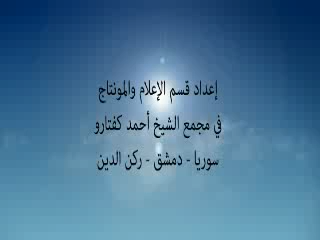 إعداد قسم الإعلام والمونتاج
في مجمع الشيخ أحمد كفتارو
سوريا - دمشق - ركن الدين